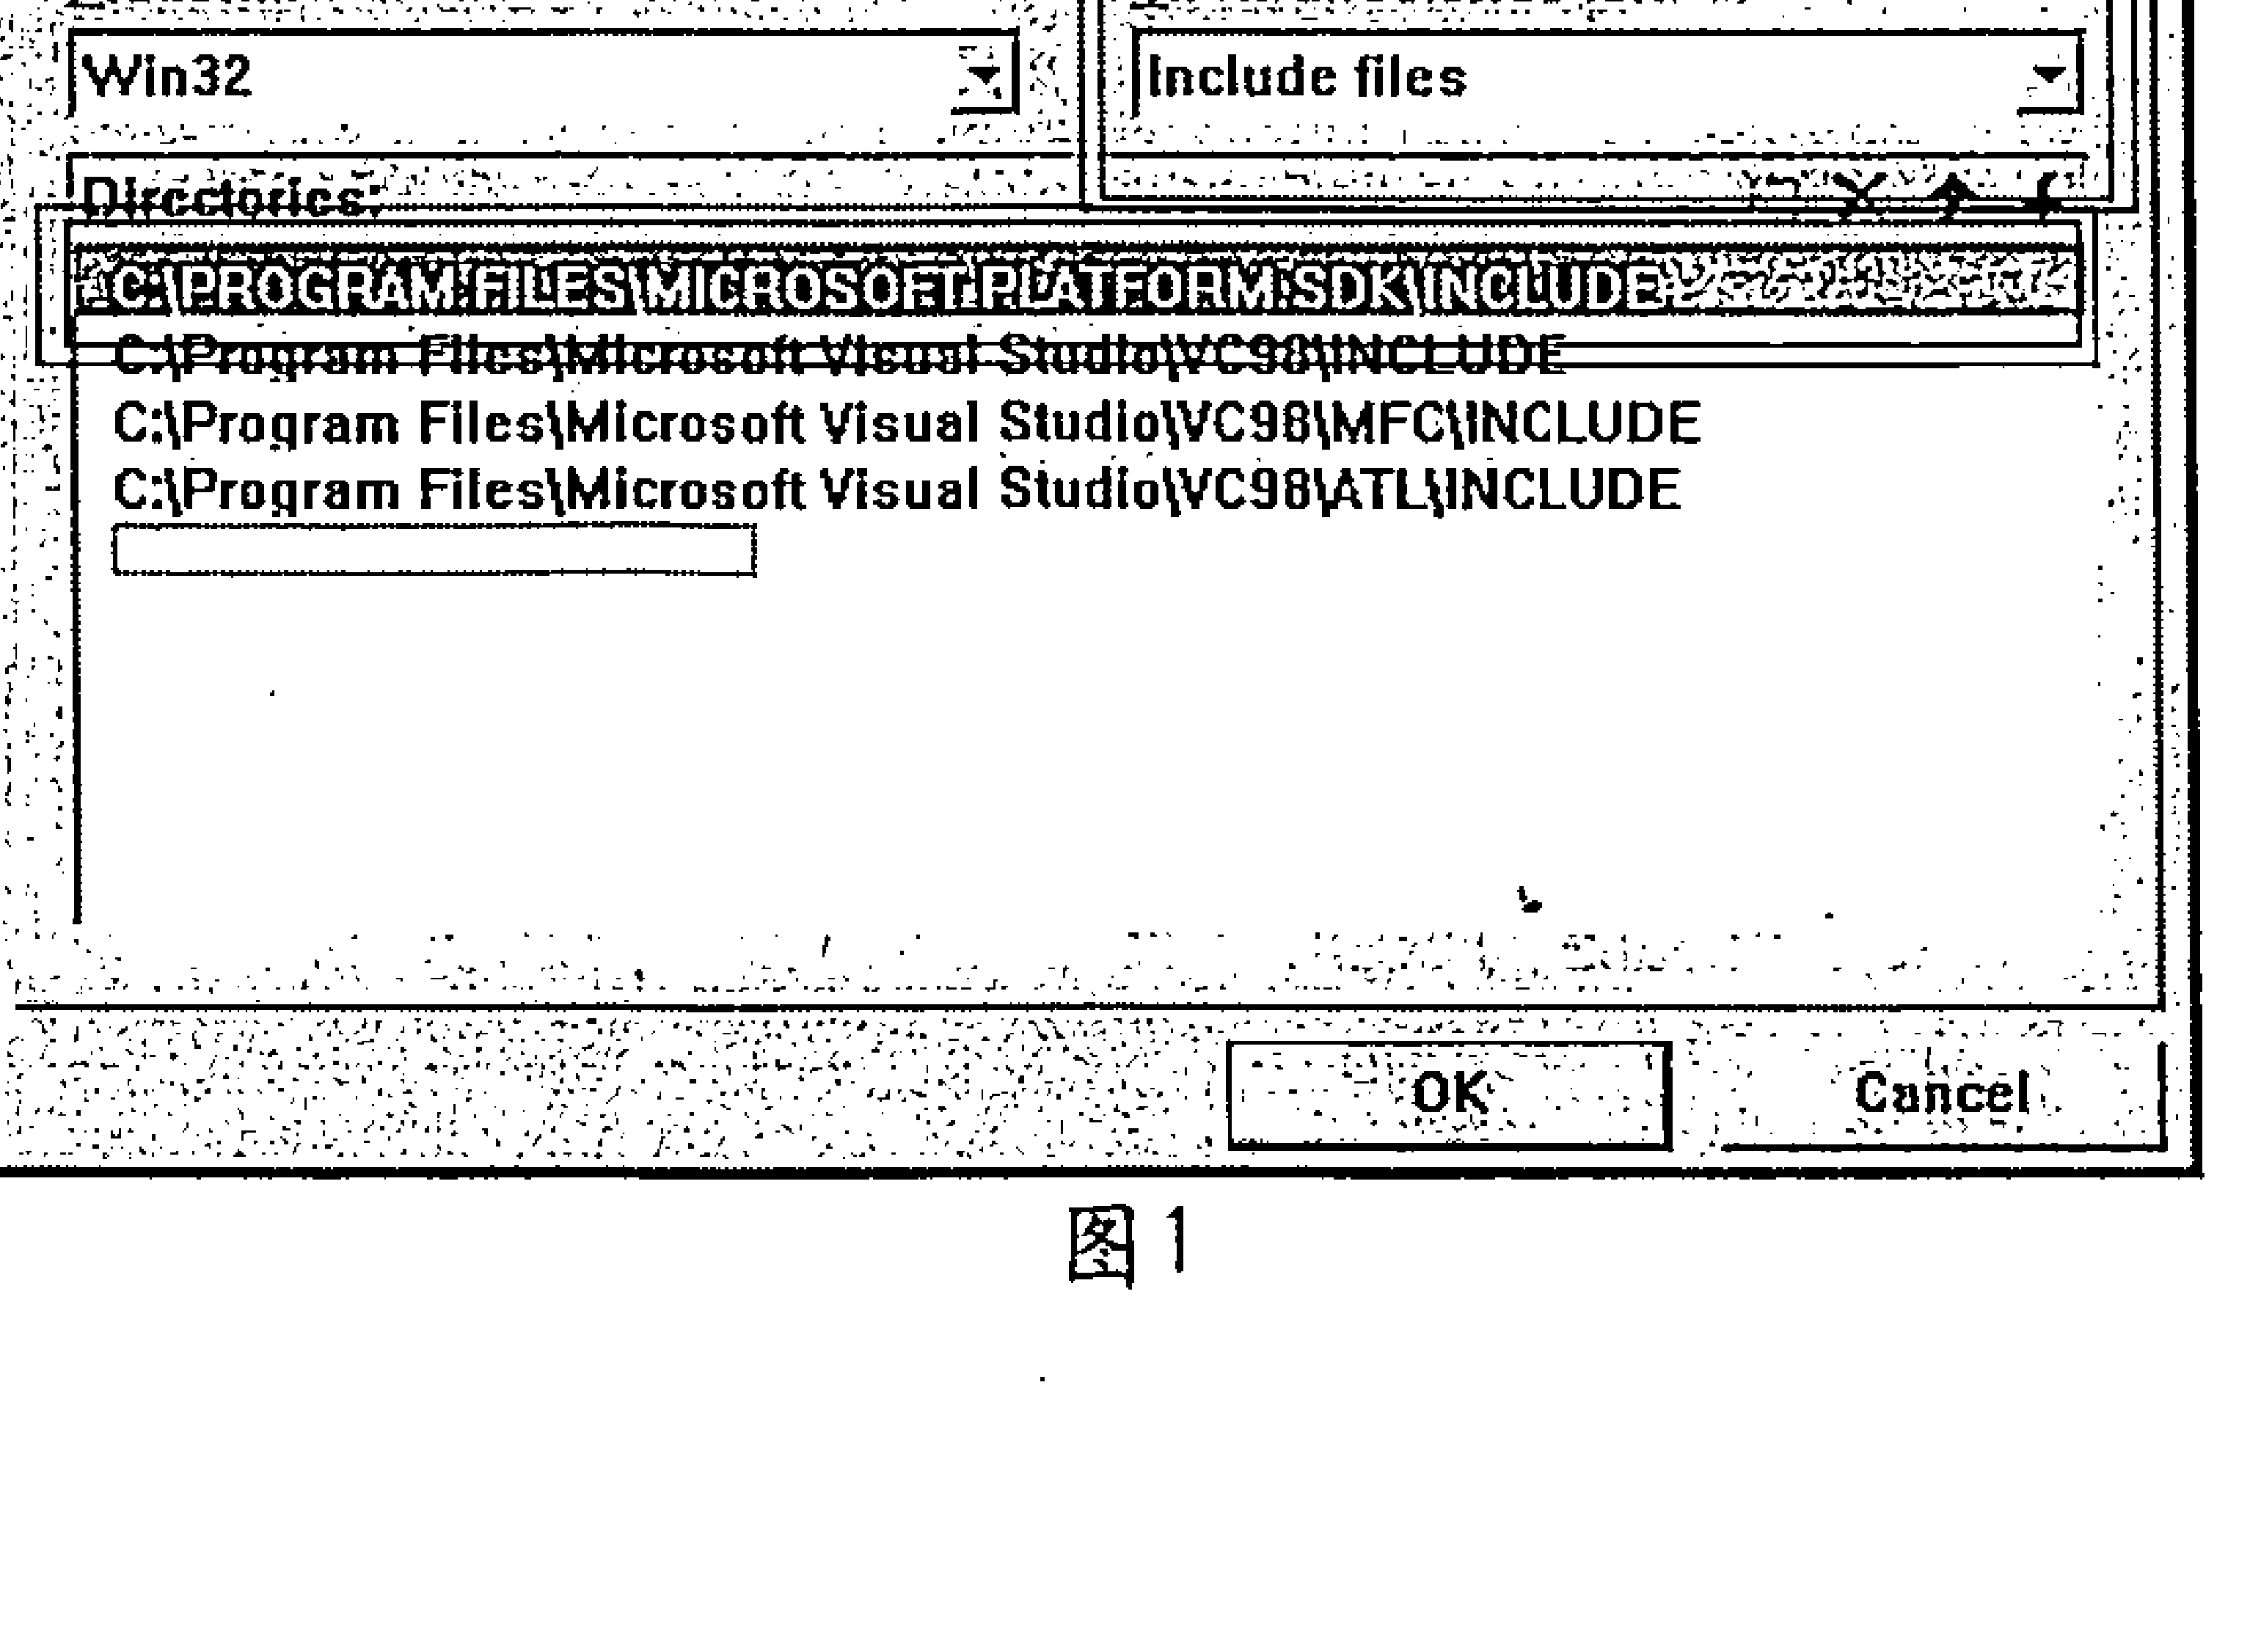 Win32 Include files
Directories:
C:\PROGRAM FILES\MICROSOFT PLATFORM SDK\INCLUDE
C:\Program Files\Microsoft Visual Studio\VC98\INCLUDE
C:\Program Files\Microsoft Visual Studio\VC98\MFC\INCLUDE
C:\Program Files\Microsoft Visual Studio\VC98\ATL\INCLUDE
OK Cancel
图1